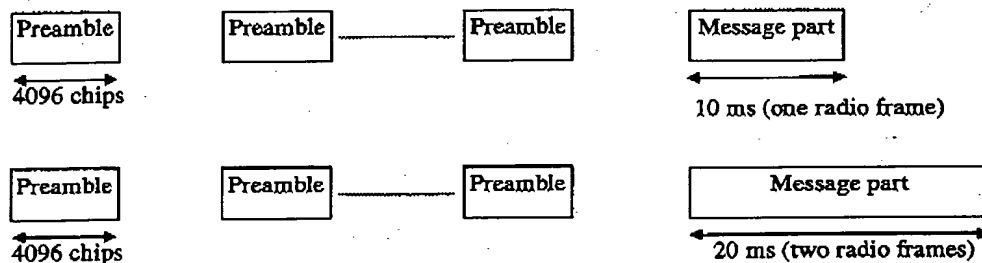 Preamble Preamble Preamble Message part
4096 chips
10 ms (one radio frame)
Preamble Preamble Preamble Message part
4096 chips
20 ms (two radio frames)